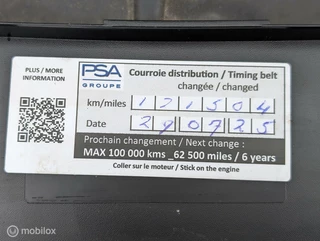 PLUS / MORE
INFORMATION
PSA
GROUPE
Courroie distribution / Timing belt
changée / changed
km/miles 1 2 1 5 0 4
Date 2 9 0 7 2 5
Prochain changement / Next change :
MAX 100 000 kms _62 500 miles / 6 years
Coller sur le moteur / Stick on the engine
mobilox